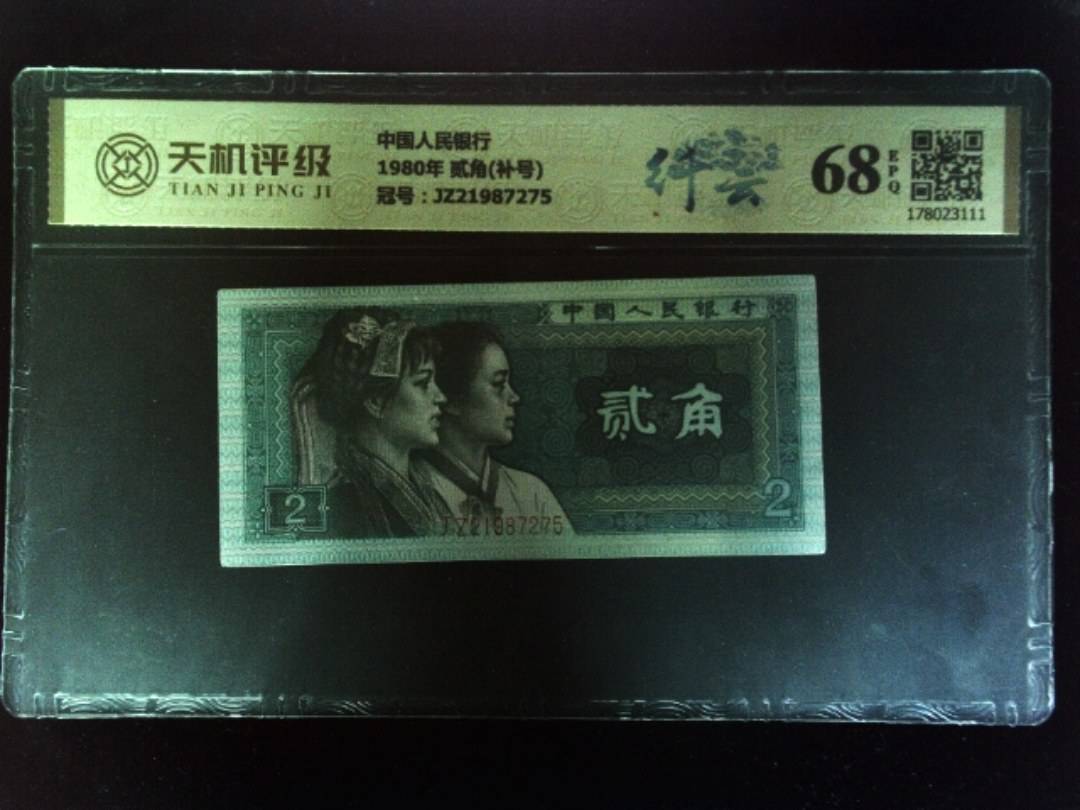 天机评级
TIAN JI PING JI
中国人民银行
1980年 贰角(补号)
冠号：JZ21987275
68
EPQ
178023111
中国人民银行
贰角
2
2
JZ21987275